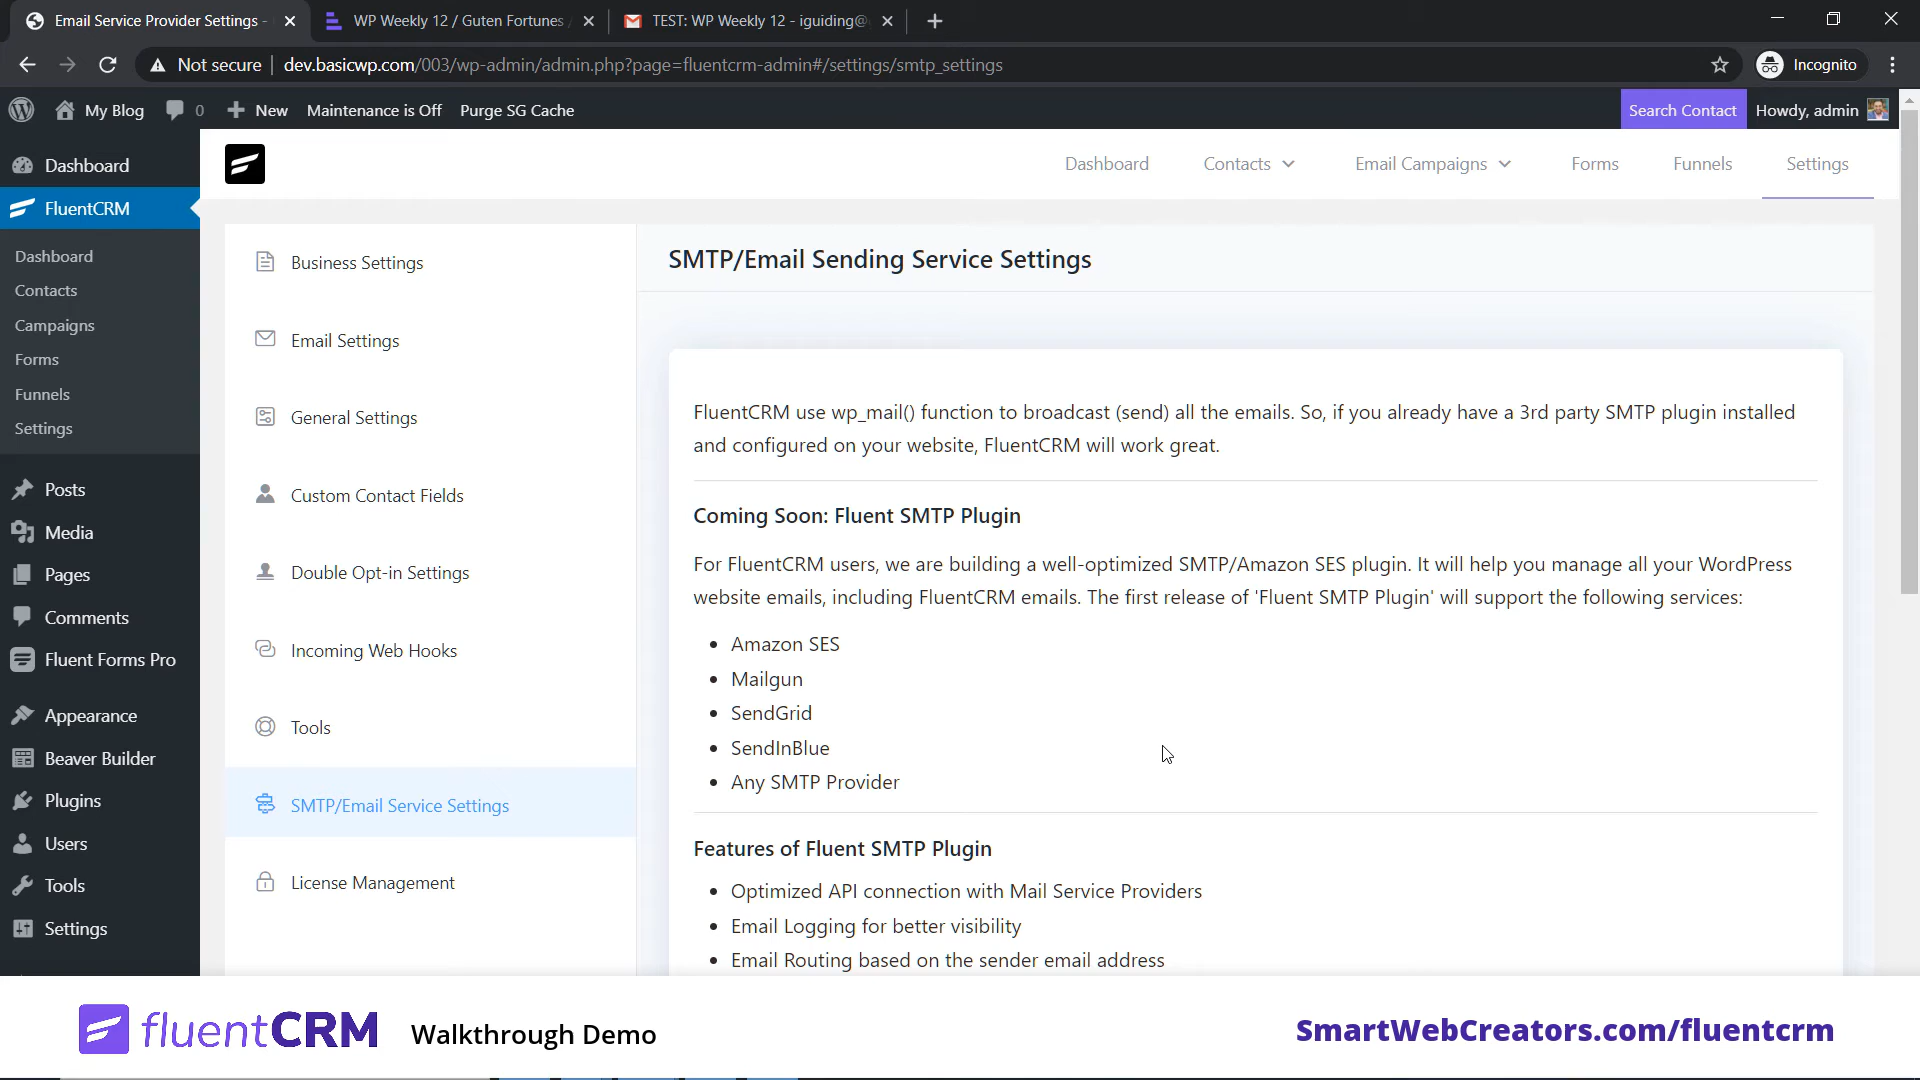 Email Service Provider Settings -
WP Weekly 12 / Guten Fortunes
TEST: WP Weekly 12 - iguiding@
Not secure
dev.basicwp.com/003/wp-admin/admin.php?page=fluentcrm-admin#/settings/smtp_settings
Incognito
My Blog
0
New
Maintenance is Off
Purge SG Cache
Search Contact
Howdy, admin
Dashboard
FluentCRM
Dashboard
Contacts
Campaigns
Forms
Funnels
Settings
Posts
Media
Pages
Comments
Fluent Forms Pro
Appearance
Beaver Builder
Plugins
Users
Tools
Settings
Dashboard
Contacts
Email Campaigns
Forms
Funnels
Settings
Business Settings
Email Settings
General Settings
Custom Contact Fields
Double Opt-in Settings
Incoming Web Hooks
Tools
SMTP/Email Service Settings
License Management
SMTP/Email Sending Service Settings
FluentCRM use wp_mail() function to broadcast (send) all the emails. So, if you already have a 3rd party SMTP plugin installed
and configured on your website, FluentCRM will work great.
Coming Soon: Fluent SMTP Plugin
For FluentCRM users, we are building a well-optimized SMTP/Amazon SES plugin. It will help you manage all your WordPress
website emails, including FluentCRM emails. The first release of 'Fluent SMTP Plugin' will support the following services:
Amazon SES
Mailgun
SendGrid
SendInBlue
Any SMTP Provider
Features of Fluent SMTP Plugin
Optimized API connection with Mail Service Providers
Email Logging for better visibility
Email Routing based on the sender email address
fluentCRM
Walkthrough Demo
SmartWebCreators.com/fluentcrm